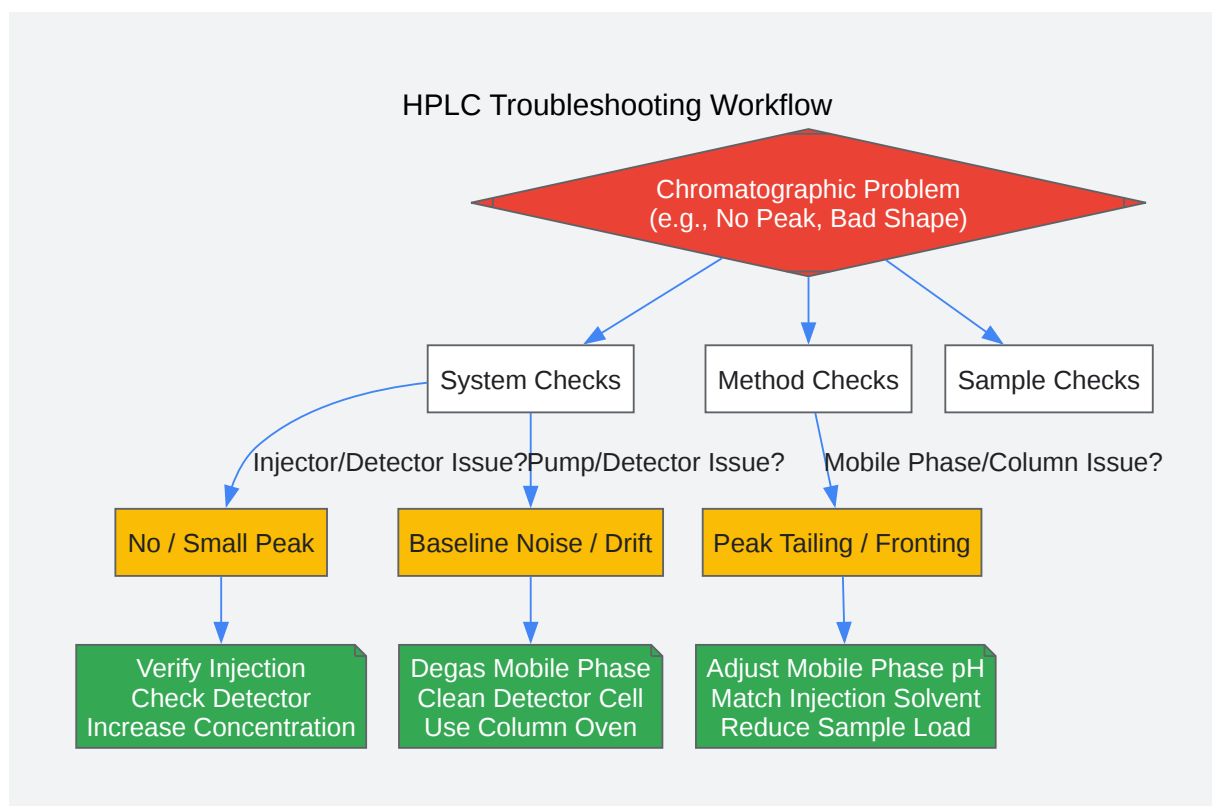 HPLC Troubleshooting Workflow
Chromatographic Problem
(e.g., No Peak, Bad Shape)
System Checks
Method Checks
Sample Checks
Injector/Detector Issue?
Pump/Detector Issue?
Mobile Phase/Column Issue?
No / Small Peak
Baseline Noise / Drift
Peak Tailing / Fronting
Verify Injection
Check Detector
Increase Concentration
Degas Mobile Phase
Clean Detector Cell
Use Column Oven
Adjust Mobile Phase pH
Match Injection Solvent
Reduce Sample Load